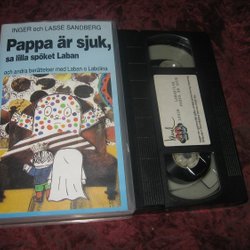 INGER och LASSE SANDBERG
Pappa är sjuk,
sa lilla spöket Laban
och andra berättelser med Laban o Labolina